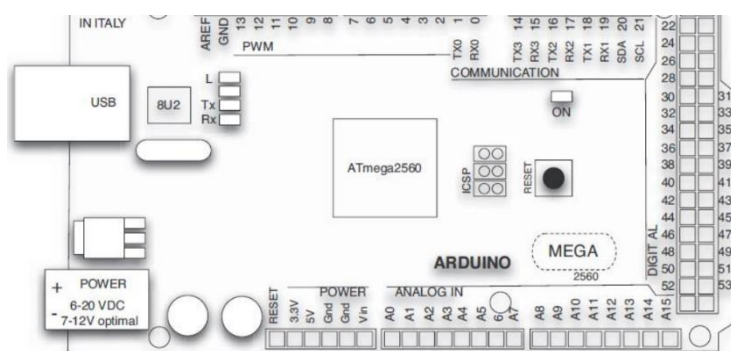 IN ITALY
AREF
GND
13
12
11
10
9
8
7
6
5
4
3
2
1
0
14
15
16
17
18
19
20
21
PWM
TX0
RX0
TX3
RX3
TX2
RX2
TX1
RX1
SDA
SCL
COMMUNICATION
22
24
26
28
30
32
34
36
38
40
42
44
46
48
50
52
31
33
35
37
39
41
43
45
47
49
51
53
DIGIT AL
USB
8U2
L
Tx
Rx
ON
ATmega2560
ICSP
RESET
ARDUINO
MEGA
2560
+ POWER
6-20 VDC
- 7-12V optimal
POWER
ANALOG IN
RESET
3.3V
5V
Gnd
Gnd
Vin
A0
A1
A2
A3
A4
A5
6
A7
A8
A9
A10
A11
A12
A13
A14
A15